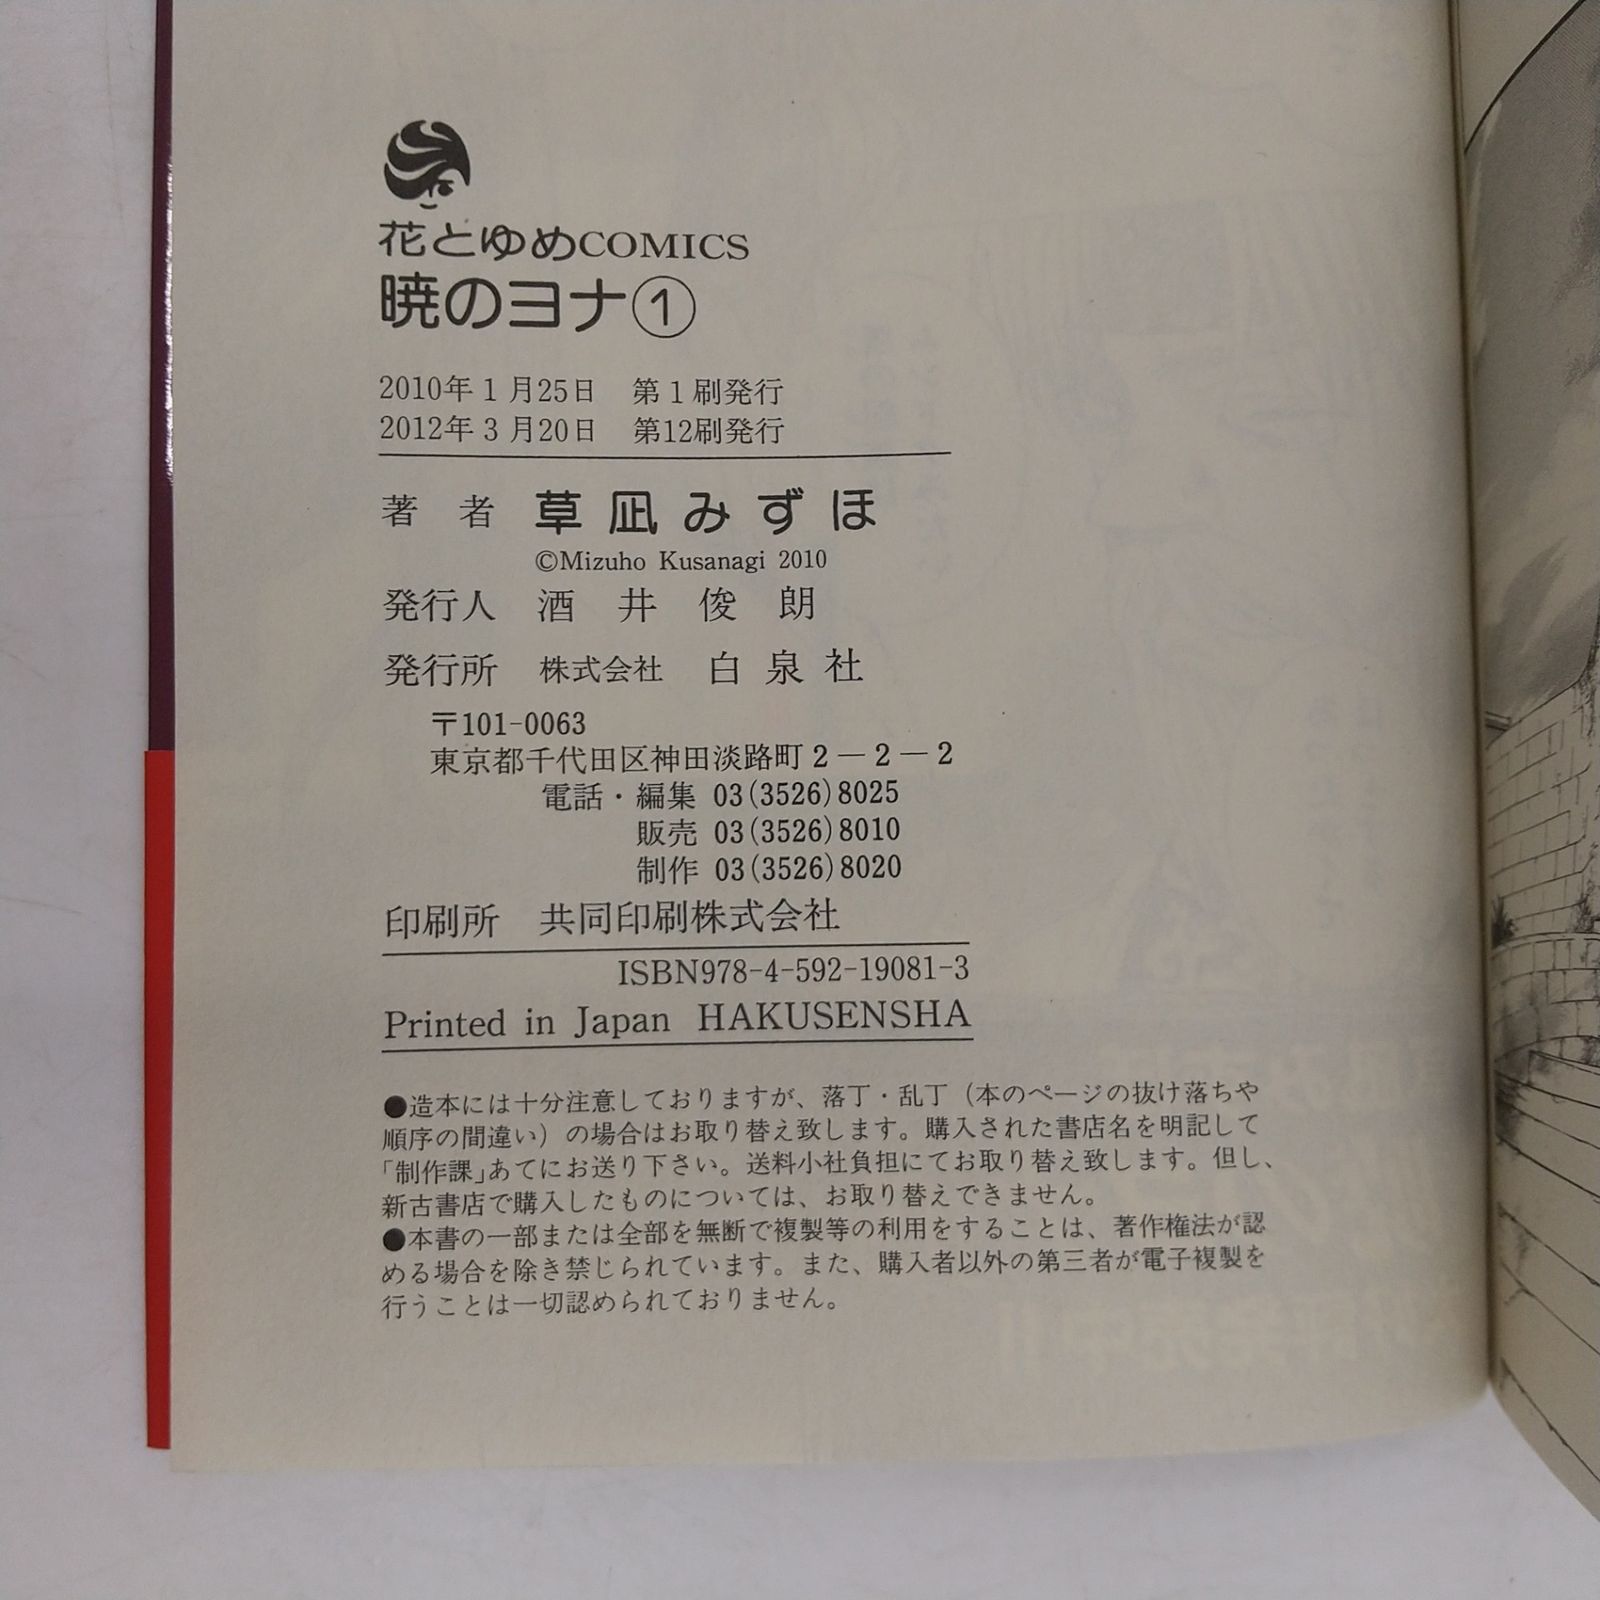 花とゆめCOMICS
暁のヨナ①
2010年1月25日 第1刷発行
2012年3月20日 第12刷発行
著 者 草凪みずほ
©Mizuho Kusanagi 2010
発行人 酒井俊朗
発行所 株式会社 白泉社
〒101-0063
東京都千代田区神田淡路町2－2－2
電話・編集 03(3526)8025
販売 03(3526)8010
制作 03(3526)8020
印刷所 共同印刷株式会社
ISBN978-4-592-19081-3
Printed in Japan HAKUSENSHA
●造本には十分注意しておりますが、落丁・乱丁（本のページの抜け落ちや
順序の間違い）の場合はお取り替え致します。購入された書店名を明記して
「制作課」あてにお送り下さい。送料小社負担にてお取り替え致します。但し、
新古書店で購入したものについては、お取り替えできません。
●本書の一部または全部を無断で複製等の利用をすることは、著作権法が認
める場合を除き禁じられています。また、購入者以外の第三者が電子複製を
行うことは一切認められておりません。